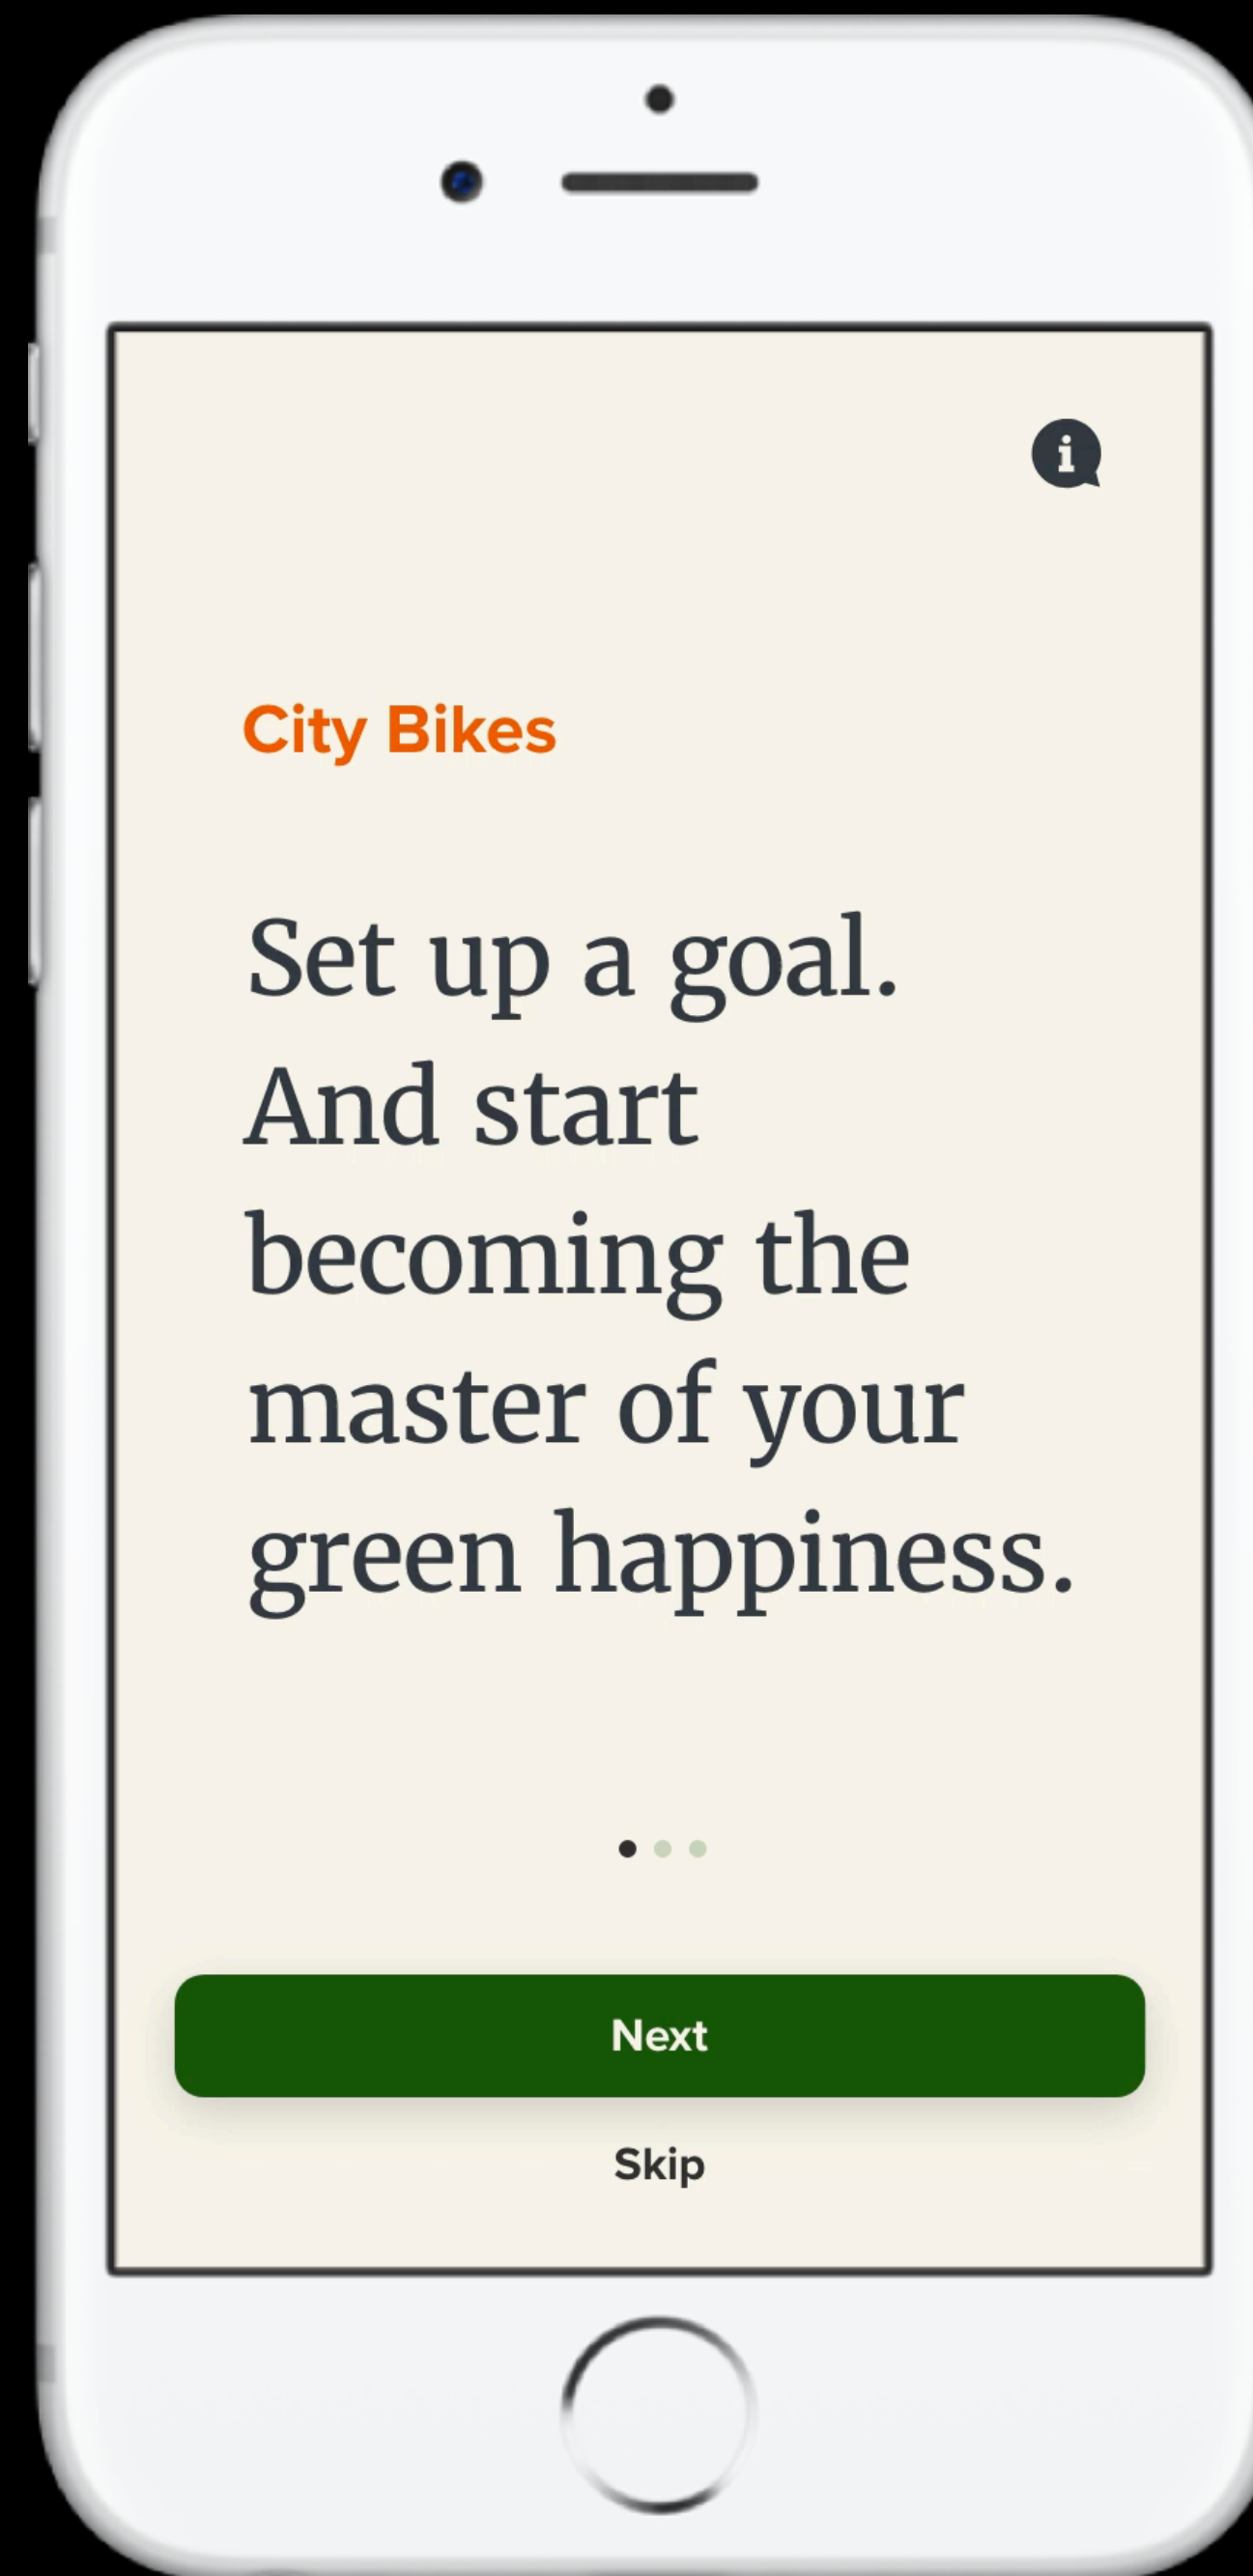 City Bikes
Set up a goal.
And start
becoming the
master of your
green happiness.
Next
Skip